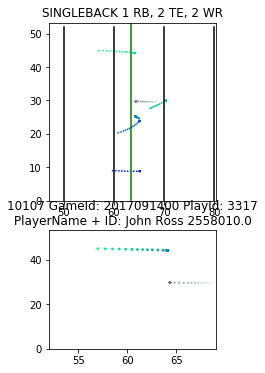 SINGLEBACK 1 RB, 2 TE, 2 WR
50
40
30
20
10
0
50 60 70 80
10107 GameId: 2017091400 PlayId: 3317
PlayerName + ID: John Ross 2558010.0
40
20
0
55 60 65